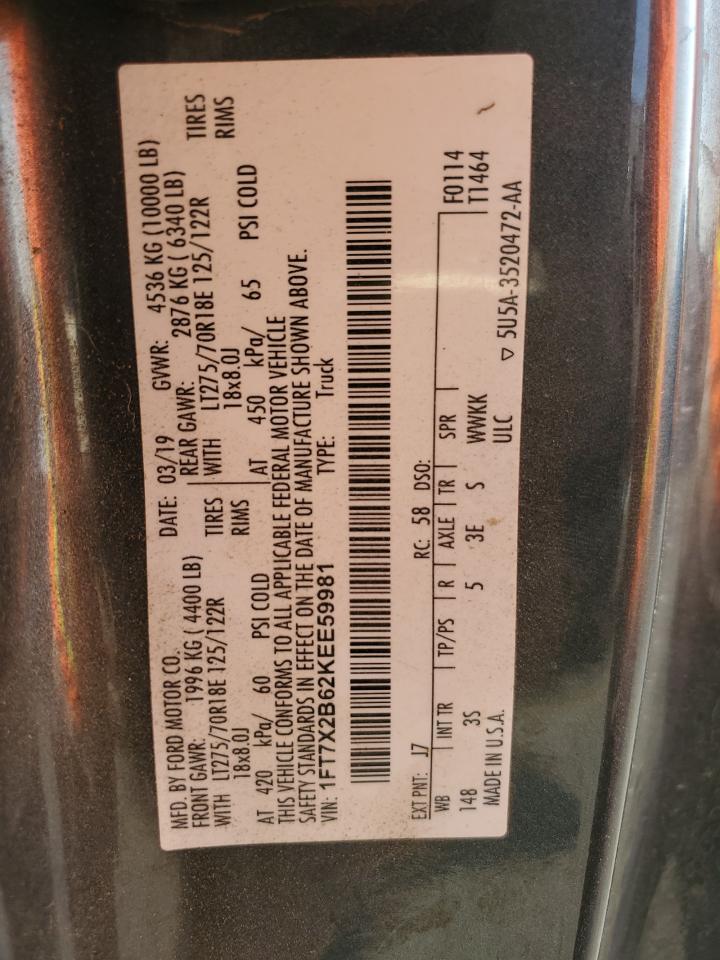 MFD. BY FORD MOTOR CO.
DATE: 03/19 GVWR: 4536 KG (10000 LB)
FRONT GAWR: 1996 KG ( 4400 LB) REAR GAWR: 2876 KG ( 6340 LB)
WITH LT275/70R18E 125/122R TIRES WITH LT275/70R18E 125/122R TIRES
18x8.0J RIMS 18x8.0J RIMS
AT 420 kPa/ 60 PSI COLD AT 450 kPa/ 65 PSI COLD
THIS VEHICLE CONFORMS TO ALL APPLICABLE FEDERAL MOTOR VEHICLE
SAFETY STANDARDS IN EFFECT ON THE DATE OF MANUFACTURE SHOWN ABOVE.
VIN: 1FT7X2B62KEE59981 TYPE: Truck
EXT PNT: J7 RC: 58 DSO: F0114
WB INT TR TP/PS R AXLE TR SPR T1464
148 3S 5 3E S WWKK
MADE IN U.S.A. ULC ▽ 5U5A-3520472-AA